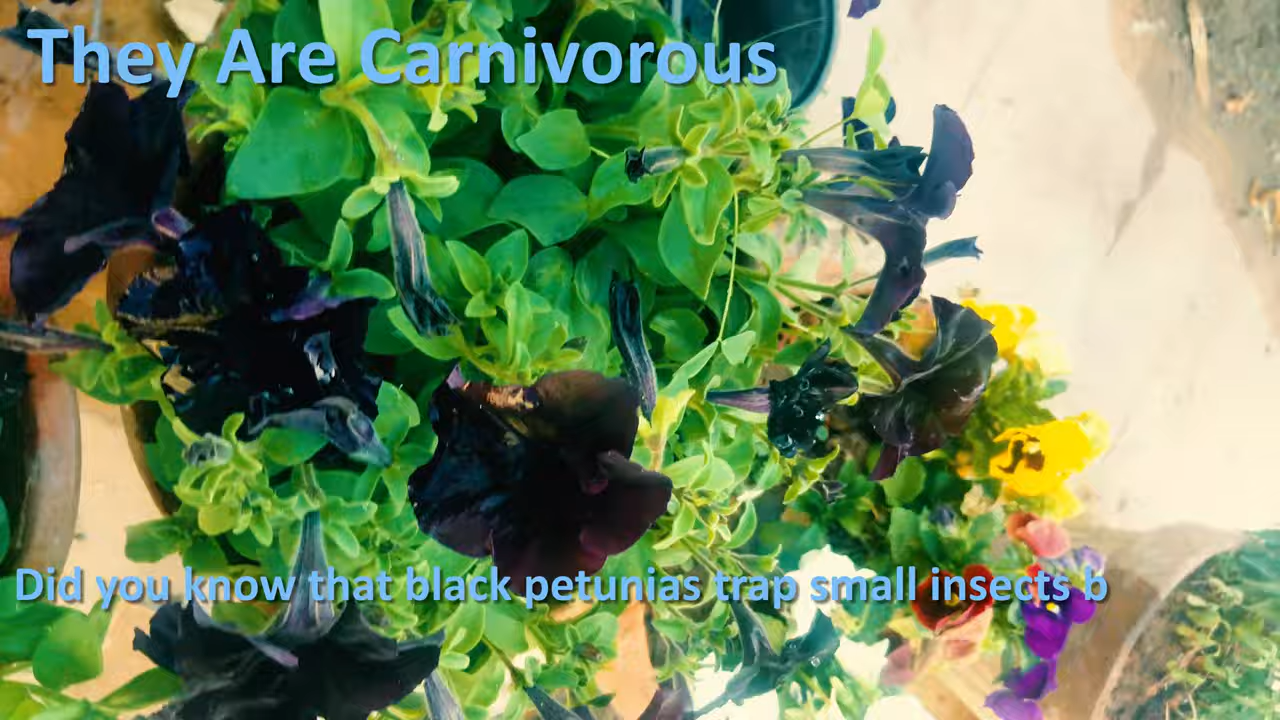 They Are Carnivorous
Did you know that black petunias trap small insects b